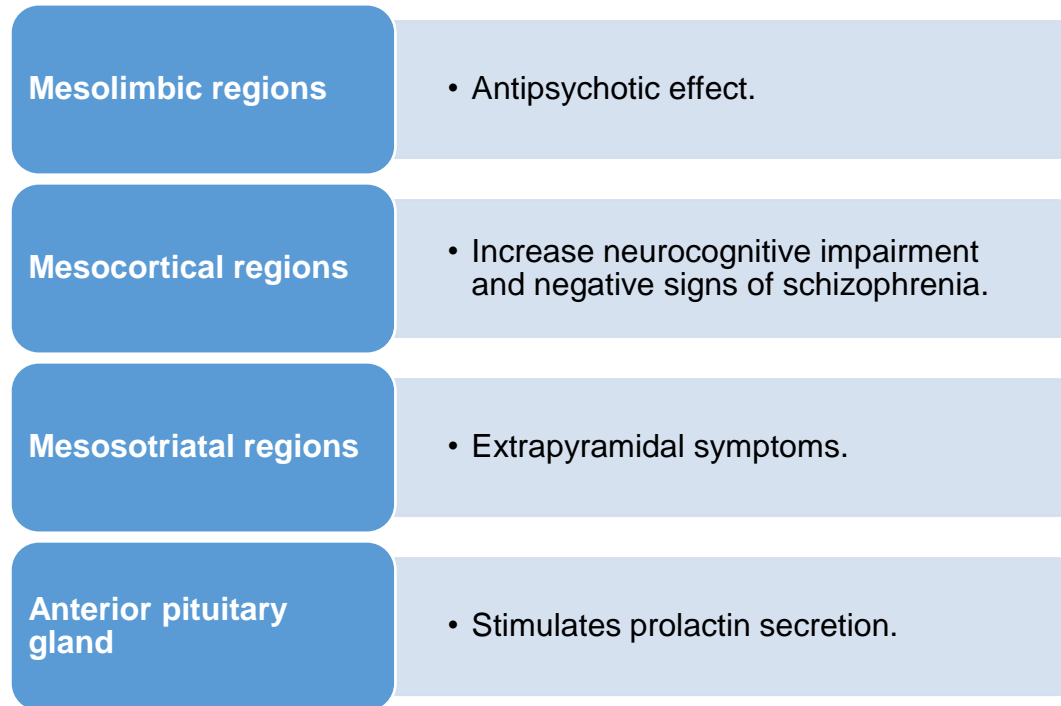 Mesolimbic regions
• Antipsychotic effect.
Mesocortical regions
• Increase neurocognitive impairment
and negative signs of schizophrenia.
Mesosotriatal regions
• Extrapyramidal symptoms.
Anterior pituitary
gland
• Stimulates prolactin secretion.